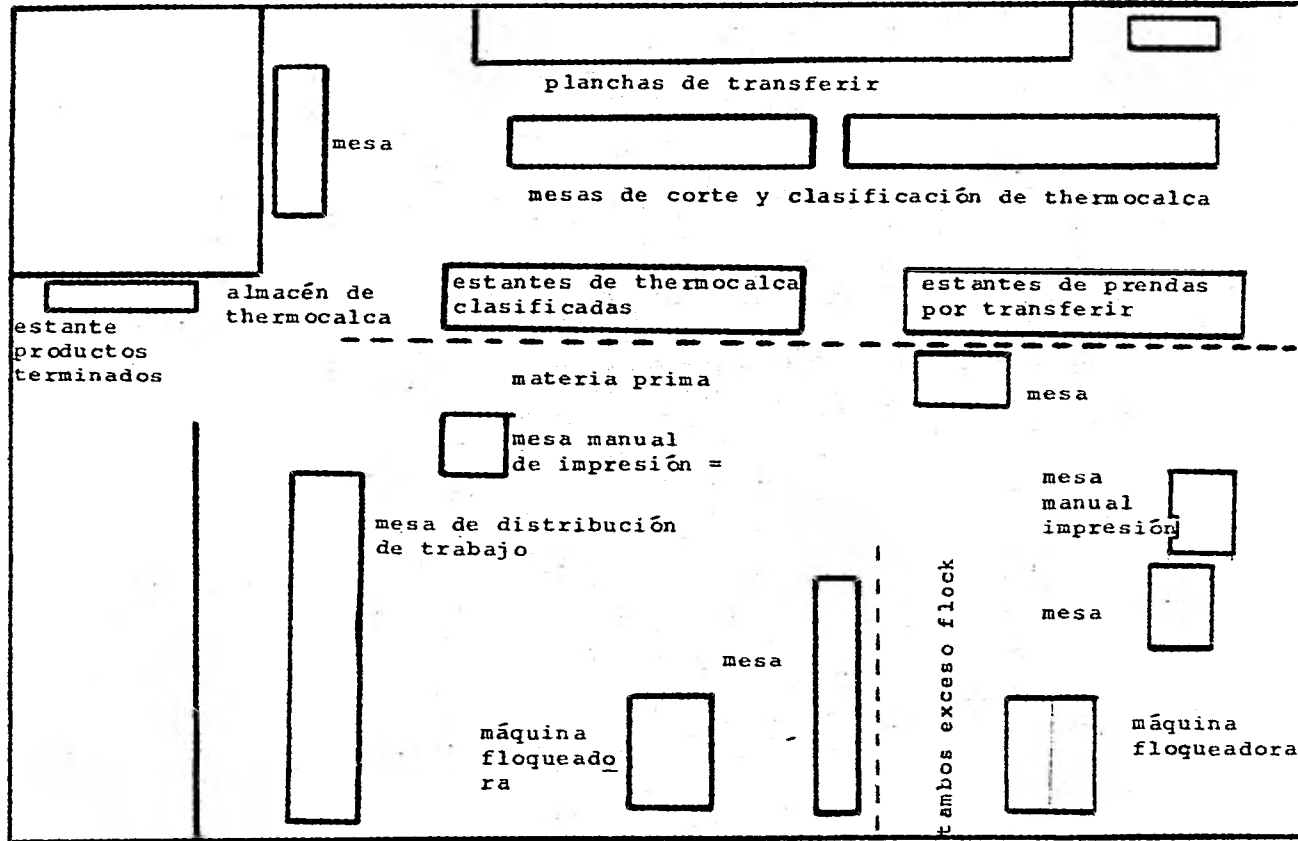 planchas de transferir
mesa
mesas de corte y clasificación de thermocalca
estantes de thermocalca
clasificadas
estantes de prendas
por transferir
almacén de
thermocalca
estante
productos
terminados
materia prima
mesa
mesa manual
de impresión =
mesa
manual
impresión
mesa de distribución
de trabajo
tambos exceso flock
mesa
mesa
máquina
floqueado
ra
máquina
floqueadora